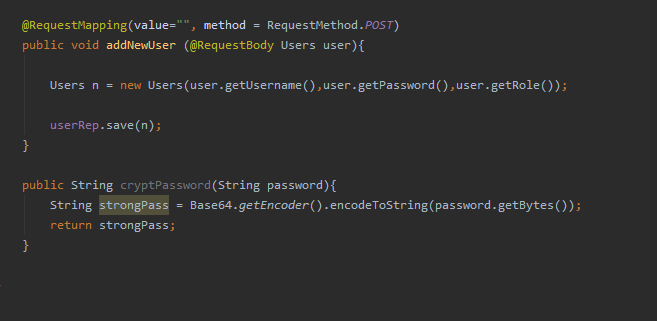 @RequestMapping(value="", method = RequestMethod.POST)
public void addNewUser (@RequestBody Users user){
Users n = new Users(user.getUsername(),user.getPassword(),user.getRole());
userRep.save(n);
}
public String cryptPassword(String password){
String strongPass = Base64.getEncoder().encodeToString(password.getBytes());
return strongPass;
}